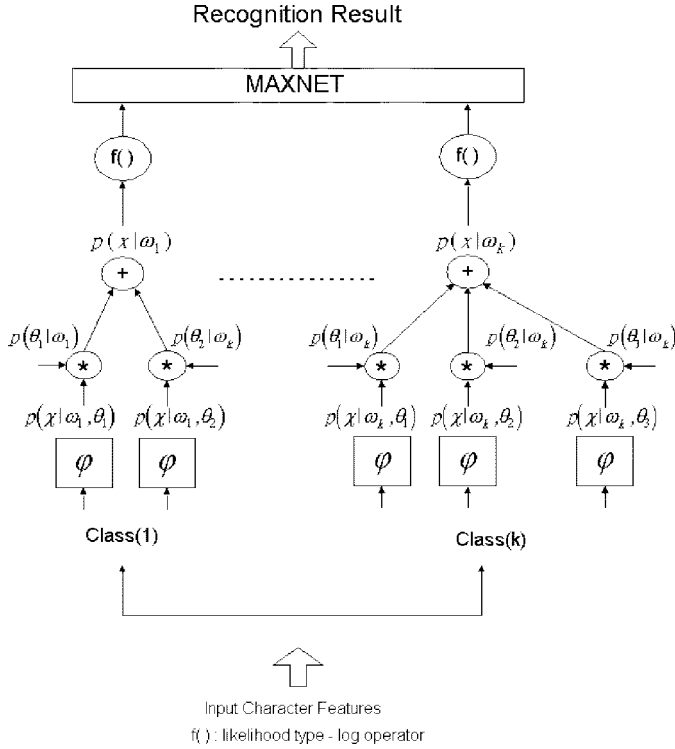 Recognition Result
MAXNET
f( ) f( )
p(x|ω₁) p(x|ωₖ)
+ +
p(θ₁|ω₁) p(θ₂|ωₖ) p(θ₁|ωₖ) p(θ₂|ωₖ) p(θ₃|ωₖ)
* * * * *
p(χ|ω₁,θ₁) p(χ|ω₁,θ₂) p(χ|ωₖ,θ₁) p(χ|ωₖ,θ₂) p(χ|ωₖ,θ₃)
φ φ φ φ φ
Class(1) Class(k)
Input Character Features
f( ) : likelihood type - log operator